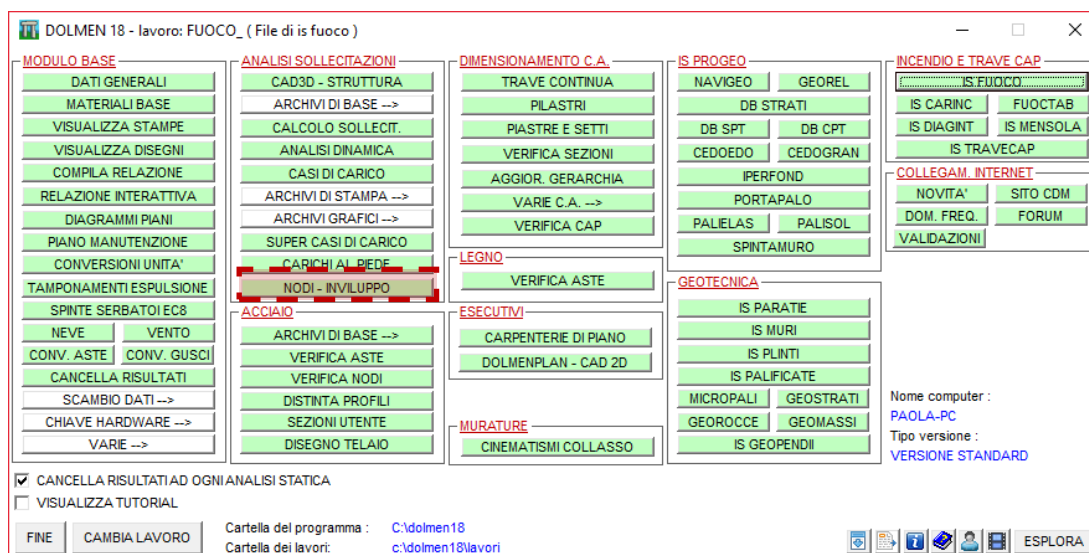 DOLMEN 18 - lavoro: FUOCO_ ( File di is fuoco )
MODULO BASE
DATI GENERALI
MATERIALI BASE
VISUALIZZA STAMPE
VISUALIZZA DISEGNI
COMPILA RELAZIONE
RELAZIONE INTERATTIVA
DIAGRAMMI PIANI
PIANO MANUTENZIONE
CONVERSIONI UNITA'
TAMPONAMENTI ESPULSIONE
SPINTE SERBATOI EC8
NEVE VENTO
CONV. ASTE CONV. GUSCI
CANCELLA RISULTATI
SCAMBIO DATI -->
CHIAVE HARDWARE -->
VARIE -->
ANALISI SOLLECITAZIONI
CAD3D - STRUTTURA
ARCHIVI DI BASE -->
CALCOLO SOLLECIT.
ANALISI DINAMICA
CASI DI CARICO
ARCHIVI DI STAMPA -->
ARCHIVI GRAFICI -->
SUPER CASI DI CARICO
CARICHI AL PIEDE
NODI - INVILUPPO
ACCIAIO
ARCHIVI DI BASE -->
VERIFICA ASTE
VERIFICA NODI
DISTINTA PROFILI
SEZIONI UTENTE
DISEGNO TELAIO
DIMENSIONAMENTO C.A.
TRAVE CONTINUA
PILASTRI
PIASTRE E SETTI
VERIFICA SEZIONI
AGGIOR. GERARCHIA
VARIE C.A. -->
VERIFICA CAP
LEGNO
VERIFICA ASTE
ESECUTIVI
CARPENTERIE DI PIANO
DOLMENPLAN - CAD 2D
MURATURE
CINEMATISMI COLLASSO
IS PROGEO
NAVIGEO GEOREL
DB STRATI
DB SPT DB CPT
CEDOEDO CEDOGRAN
IPERFOND
PORTAPALO
PALIELAS PALISOL
SPINTAMURO
GEOTECNICA
IS PARATIE
IS MURI
IS PLINTI
IS PALIFICATE
MICROPALI GEOSTRATI
GEOROCCE GEOMASSI
IS GEOPENDII
INCENDIO E TRAVE CAP
IS FUOCO
IS CARINC FUOCTAB
IS DIAGINT IS MENSOLA
IS TRAVECAP
COLLEGAM. INTERNET
NOVITA' SITO CDM
DOM. FREQ. FORUM
VALIDAZIONI
Nome computer :
PAOLA-PC
Tipo versione :
VERSIONE STANDARD
CANCELLA RISULTATI AD OGNI ANALISI STATICA
VISUALIZZA TUTORIAL
FINE CAMBIA LAVORO
Cartella del programma : C:\dolmen18
Cartella dei lavori: c:\dolmen18\lavori
ESPLORA